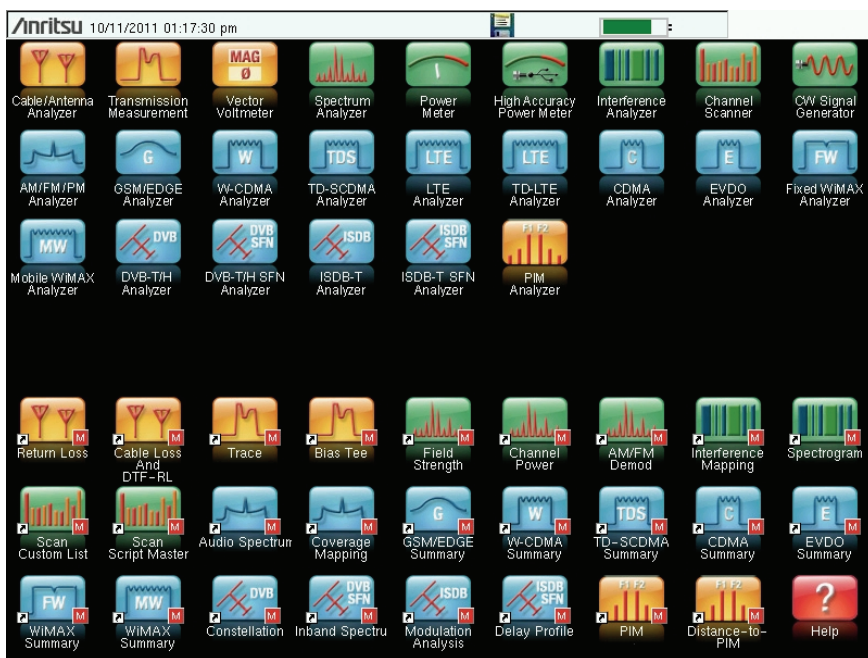 Anritsu 10/11/2011 01:17:30 pm
MAG
Ø
Cable/Antenna Analyzer
Transmission Measurement
Vector Voltmeter
Spectrum Analyzer
Power Meter
High Accuracy Power Meter
Interference Analyzer
Channel Scanner
CW Signal Generator
G
W
TDS
LTE
LTE
C
E
FW
AM/FM/PM Analyzer
GSM/EDGE Analyzer
W-CDMA Analyzer
TD-SCDMA Analyzer
LTE Analyzer
TD-LTE Analyzer
CDMA Analyzer
EVDO Analyzer
Fixed WiMAX Analyzer
MW
DVB
DVB SFN
ISDB
ISDB SFN
F1 F2
Mobile WiMAX Analyzer
DVB-T/H Analyzer
DVB-T/H SFN Analyzer
ISDB-T Analyzer
ISDB-T SFN Analyzer
PIM Analyzer
M
M
M
M
M
M
M
M
M
Return Loss
Cable Loss And DTF-RL
Trace
Bias Tee
Field Strength
Channel Power
AM/FM Demod
Interference Mapping
Spectrogram
M
M
M
M
G M
W M
TDS M
C M
E M
Scan Custom List
Scan Script Master
Audio Spectrum
Coverage Mapping
GSM/EDGE Summary
W-CDMA Summary
TD-SCDMA Summary
CDMA Summary
EVDO Summary
FW M
MW M
DVB M
DVB SFN M
ISDB M
ISDB SFN M
F1 F2 M
F1 F2 M
?
WiMAX Summary
WiMAX Summary
Constellation
Inband Spectru
Modulation Analysis
Delay Profile
PIM
Distance-to-PIM
Help